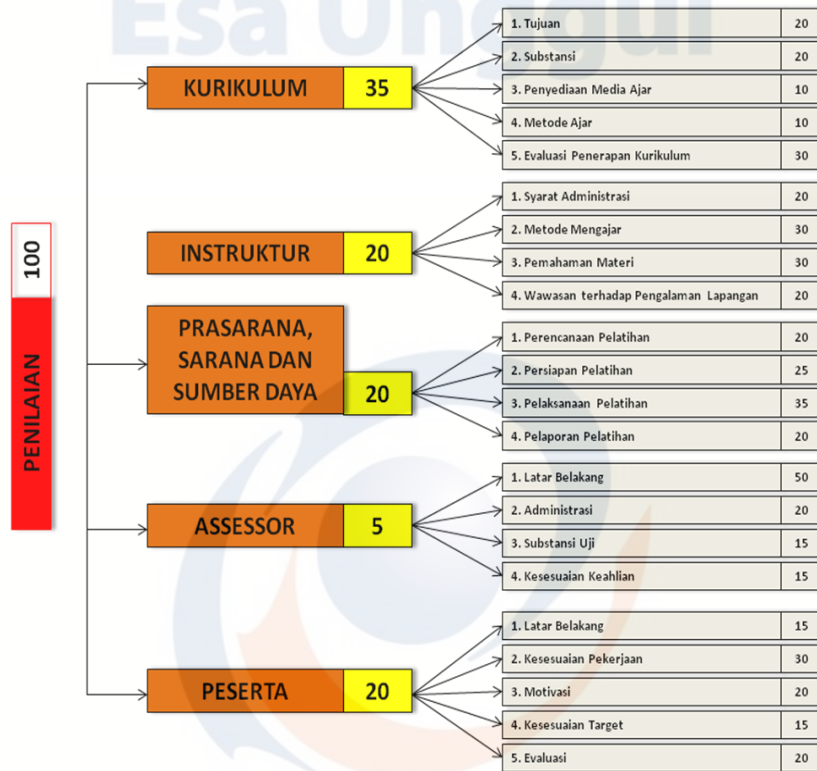 Esa Unggul
PENILAIAN 100
KURIKULUM 35
1. Tujuan 20
2. Substansi 20
3. Penyediaan Media Ajar 10
4. Metode Ajar 10
5. Evaluasi Penerapan Kurikulum 30
INSTRUKTUR 20
1. Syarat Administrasi 20
2. Metode Mengajar 30
3. Pemahaman Materi 30
4. Wawasan terhadap Pengalaman Lapangan 20
PRASARANA,
SARANA DAN
SUMBER DAYA 20
1. Perencanaan Pelatihan 20
2. Persiapan Pelatihan 25
3. Pelaksanaan Pelatihan 35
4. Pelaporan Pelatihan 20
ASSESSOR 5
1. Latar Belakang 50
2. Administrasi 20
3. Substansi Uji 15
4. Kesesuaian Keahlian 15
PESERTA 20
1. Latar Belakang 15
2. Kesesuaian Pekerjaan 30
3. Motivasi 20
4. Kesesuaian Target 15
5. Evaluasi 20